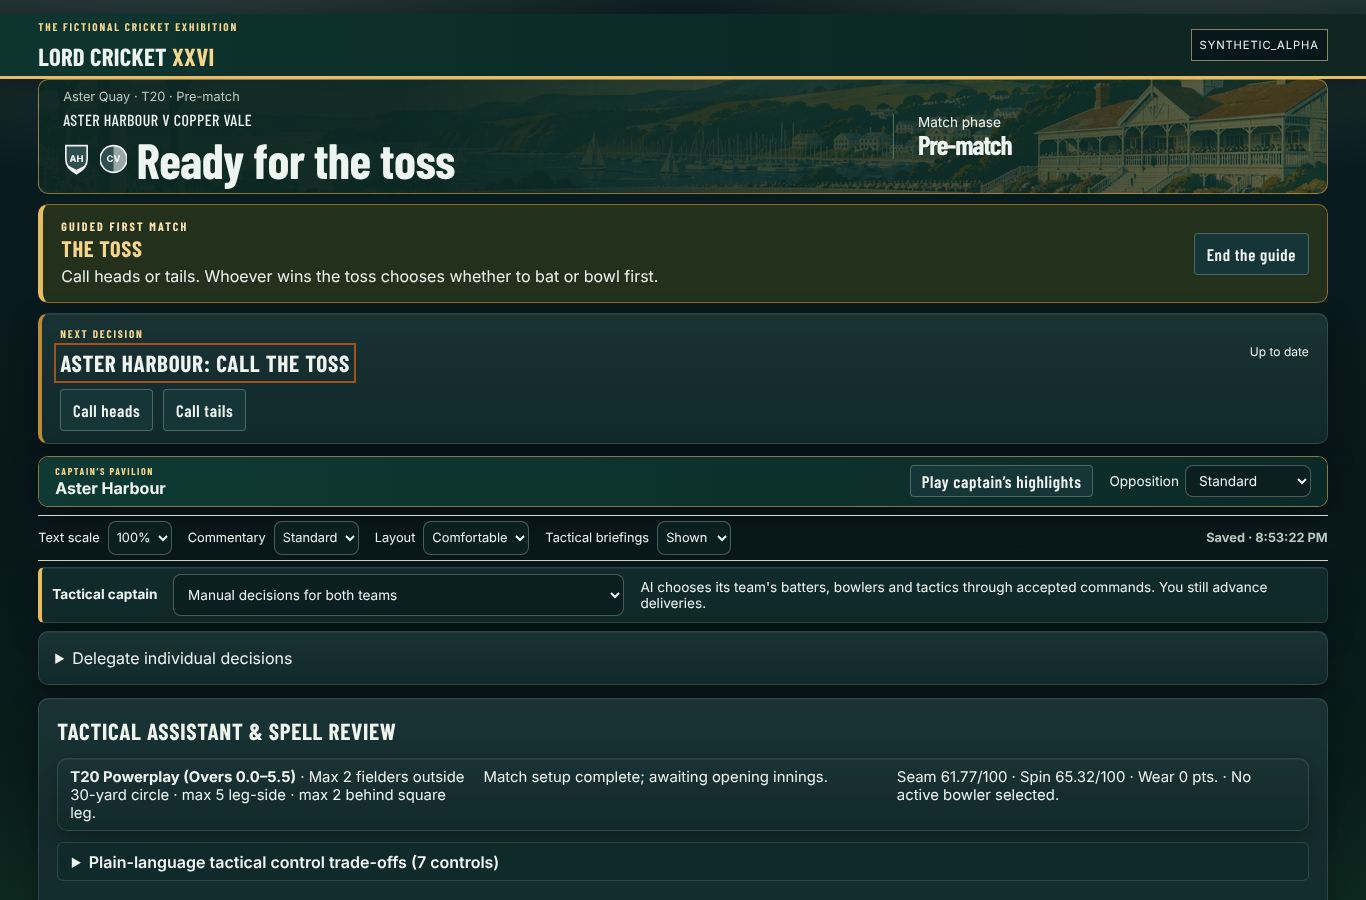 THE FICTIONAL CRICKET EXHIBITION
LORD CRICKET XXVI
SYNTHETIC_ALPHA
Aster Quay · T20 · Pre-match
ASTER HARBOUR V COPPER VALE
AH
CV
Ready for the toss
Match phase
Pre-match
GUIDED FIRST MATCH
THE TOSS
Call heads or tails. Whoever wins the toss chooses whether to bat or bowl first.
End the guide
NEXT DECISION
ASTER HARBOUR: CALL THE TOSS
Up to date
Call heads
Call tails
CAPTAIN'S PAVILION
Aster Harbour
Play captain's highlights
Opposition
Standard
Text scale
100%
Commentary
Standard
Layout
Comfortable
Tactical briefings
Shown
Saved · 8:53:22 PM
Tactical captain
Manual decisions for both teams
AI chooses its team's batters, bowlers and tactics through accepted commands. You still advance
deliveries.
Delegate individual decisions
TACTICAL ASSISTANT & SPELL REVIEW
T20 Powerplay (Overs 0.0–5.5) · Max 2 fielders outside
30-yard circle · max 5 leg-side · max 2 behind square
leg.
Match setup complete; awaiting opening innings.
Seam 61.77/100 · Spin 65.32/100 · Wear 0 pts. · No
active bowler selected.
Plain-language tactical control trade-offs (7 controls)